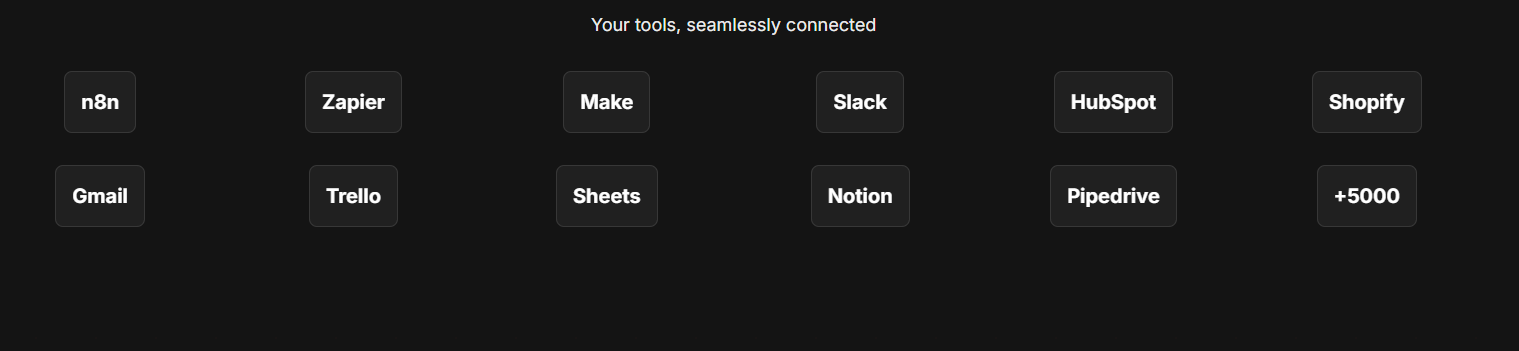 Your tools, seamlessly connected
n8n Zapier Make Slack HubSpot Shopify
Gmail Trello Sheets Notion Pipedrive +5000